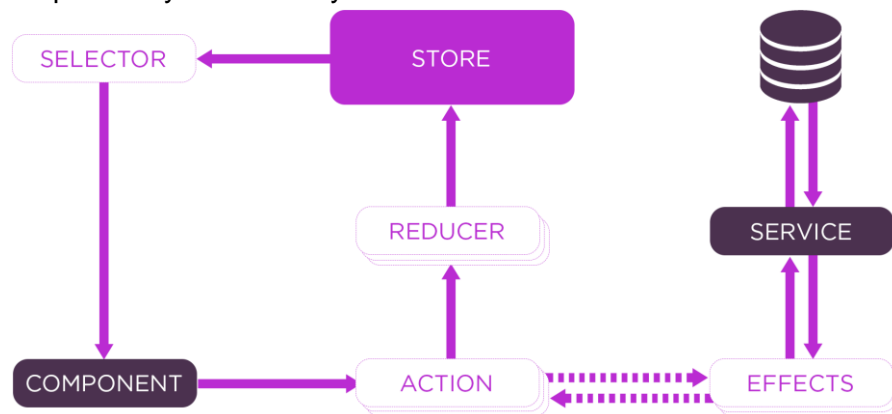 SELECTOR
STORE
REDUCER
SERVICE
COMPONENT
ACTION
EFFECTS